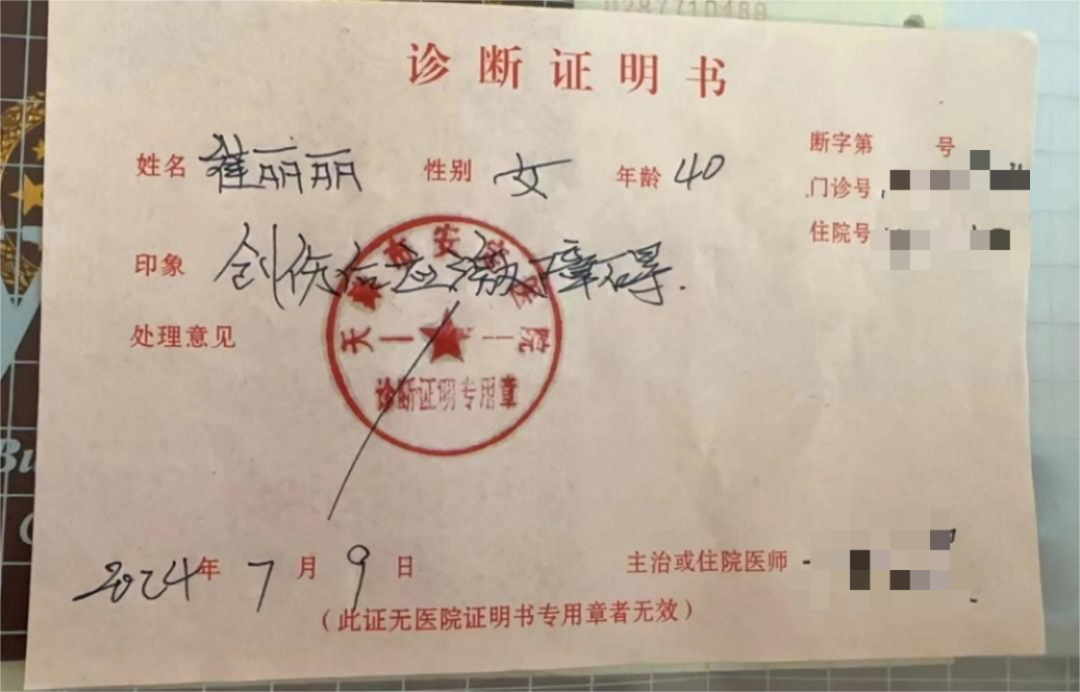 0287710489
诊断证明书
断字第 号
姓名 崔丽丽 性别 女 年龄 40
门诊号
住院号
印象 创伤后应激障碍.
处理意见
天 市安 医院
诊断证明专用章
2024年 7月 9日
主治或住院医师
(此证无医院证明书专用章者无效)
Bu